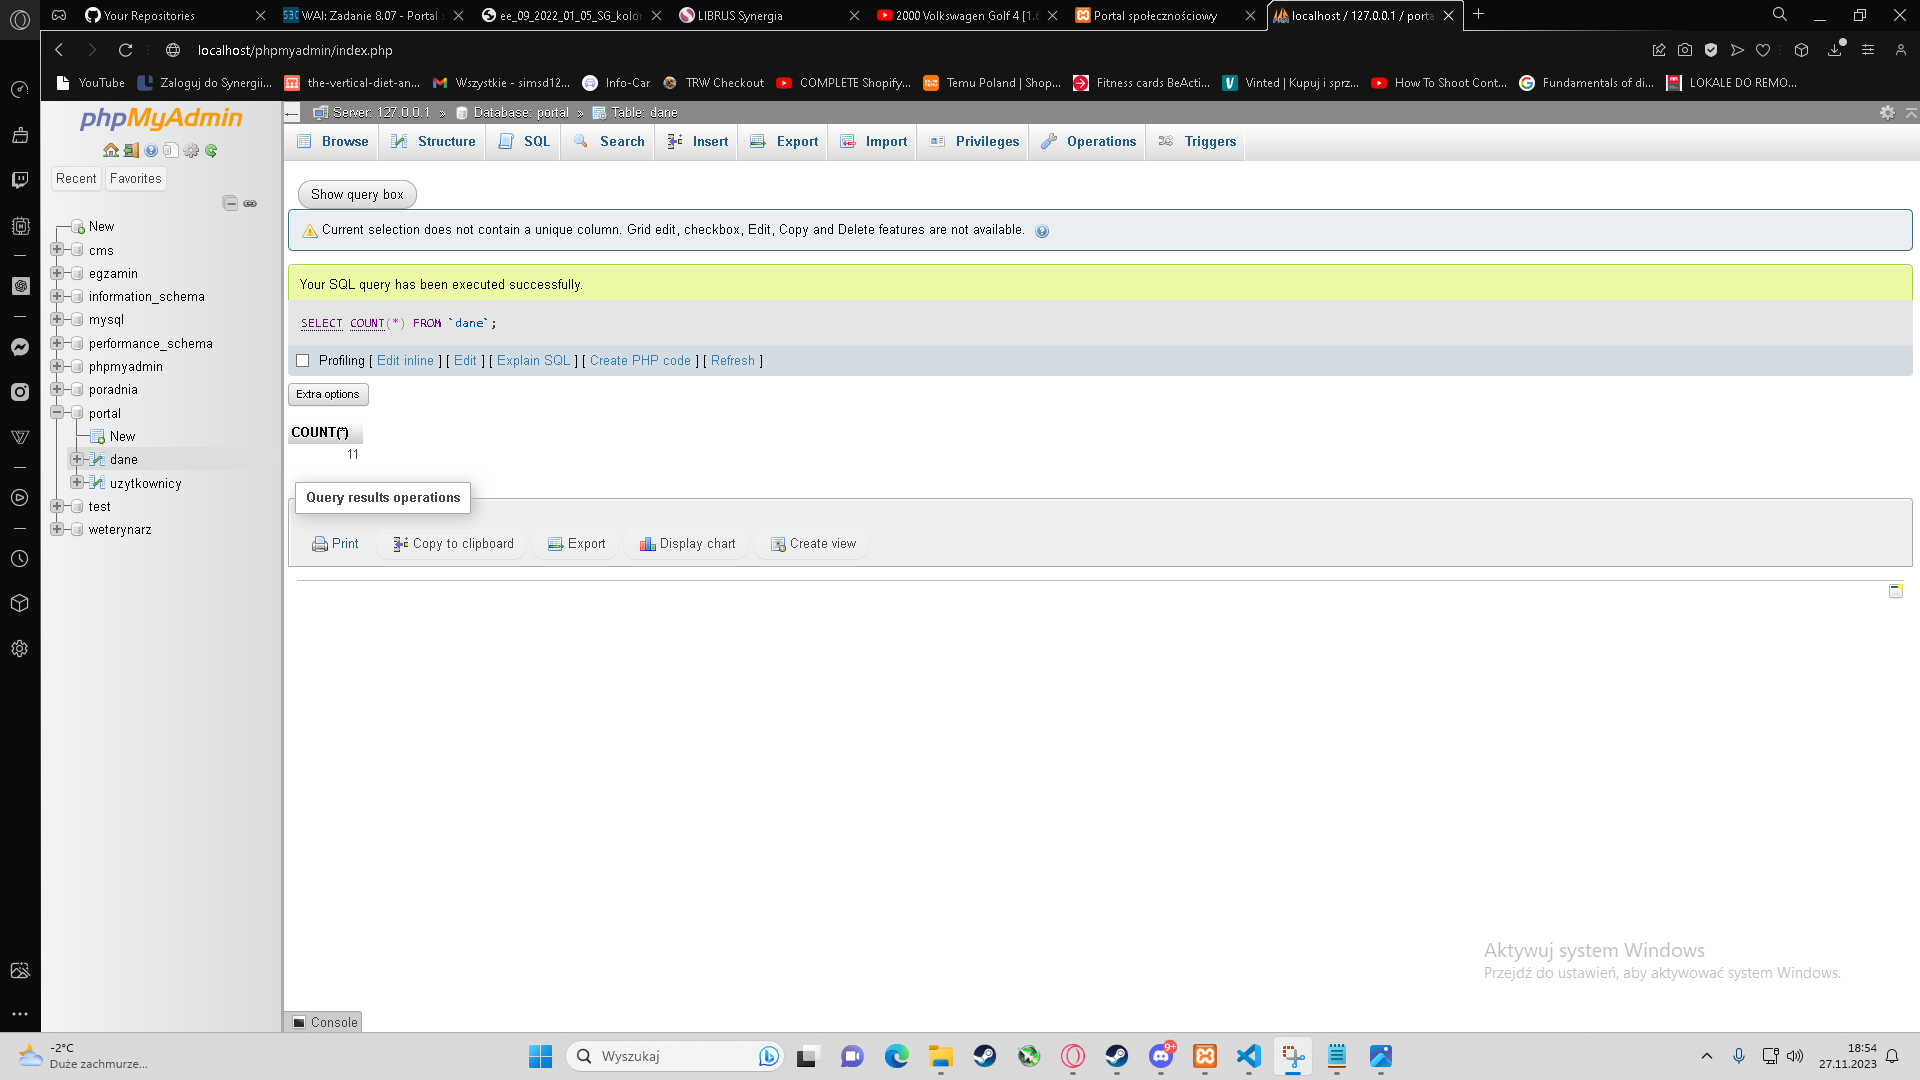 Your Repositories
WAI: Zadanie 8.07 - Portal s
ee_09_2022_01_05_SG_kolor
LIBRUS Synergia
2000 Volkswagen Golf 4 [1.6
Portal społecznościowy
localhost / 127.0.0.1 / porta
localhost/phpmyadmin/index.php
YouTube
Zaloguj do Synergii...
the-vertical-diet-an...
Wszystkie - simsd12...
Info-Car
TRW Checkout
COMPLETE Shopify...
Temu Poland | Shop...
Fitness cards BeActi...
Vinted | Kupuj i sprz...
How To Shoot Cont...
Fundamentals of di...
LOKALE DO REMO...
phpMyAdmin
Recent
Favorites
New
cms
egzamin
information_schema
mysql
performance_schema
phpmyadmin
poradnia
portal
New
dane
uzytkownicy
test
weterynarz
Server: 127.0.0.1 » Database: portal » Table: dane
Browse
Structure
SQL
Search
Insert
Export
Import
Privileges
Operations
Triggers
Show query box
Current selection does not contain a unique column. Grid edit, checkbox, Edit, Copy and Delete features are not available.
Your SQL query has been executed successfully.
SELECT COUNT(*) FROM `dane`;
Profiling [ Edit inline ] [ Edit ] [ Explain SQL ] [ Create PHP code ] [ Refresh ]
Extra options
COUNT(*)
11
Query results operations
Print
Copy to clipboard
Export
Display chart
Create view
Aktywuj system Windows
Przejdź do ustawień, aby aktywować system Windows.
Console
-2°C
Duże zachmurze...
Wyszukaj
9+
18:54
27.11.2023